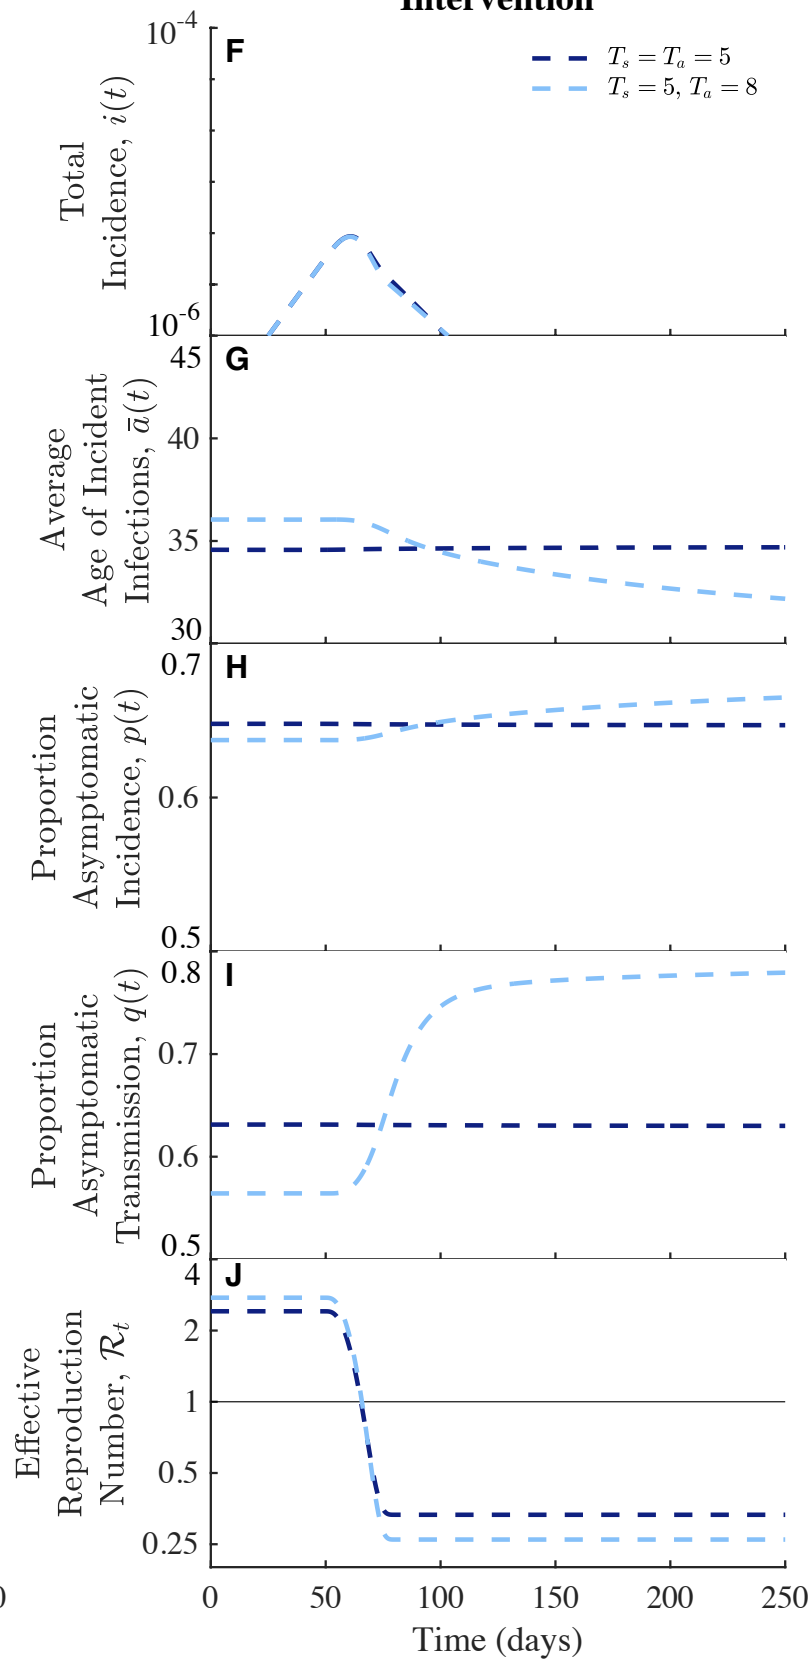 Intervention
F
10^-4
Total
Incidence, i(t)
10^-6
T_s = T_a = 5
T_s = 5, T_a = 8
G
45
40
35
30
Average
Age of Incident
Infections, ā(t)
H
0.7
0.6
0.5
Proportion
Asymptomatic
Incidence, p(t)
I
0.8
0.7
0.6
0.5
Proportion
Asymptomatic
Transmission, q(t)
J
4
2
1
0.5
0.25
Effective
Reproduction
Number, ℛ_t
0 50 100 150 200 250
Time (days)